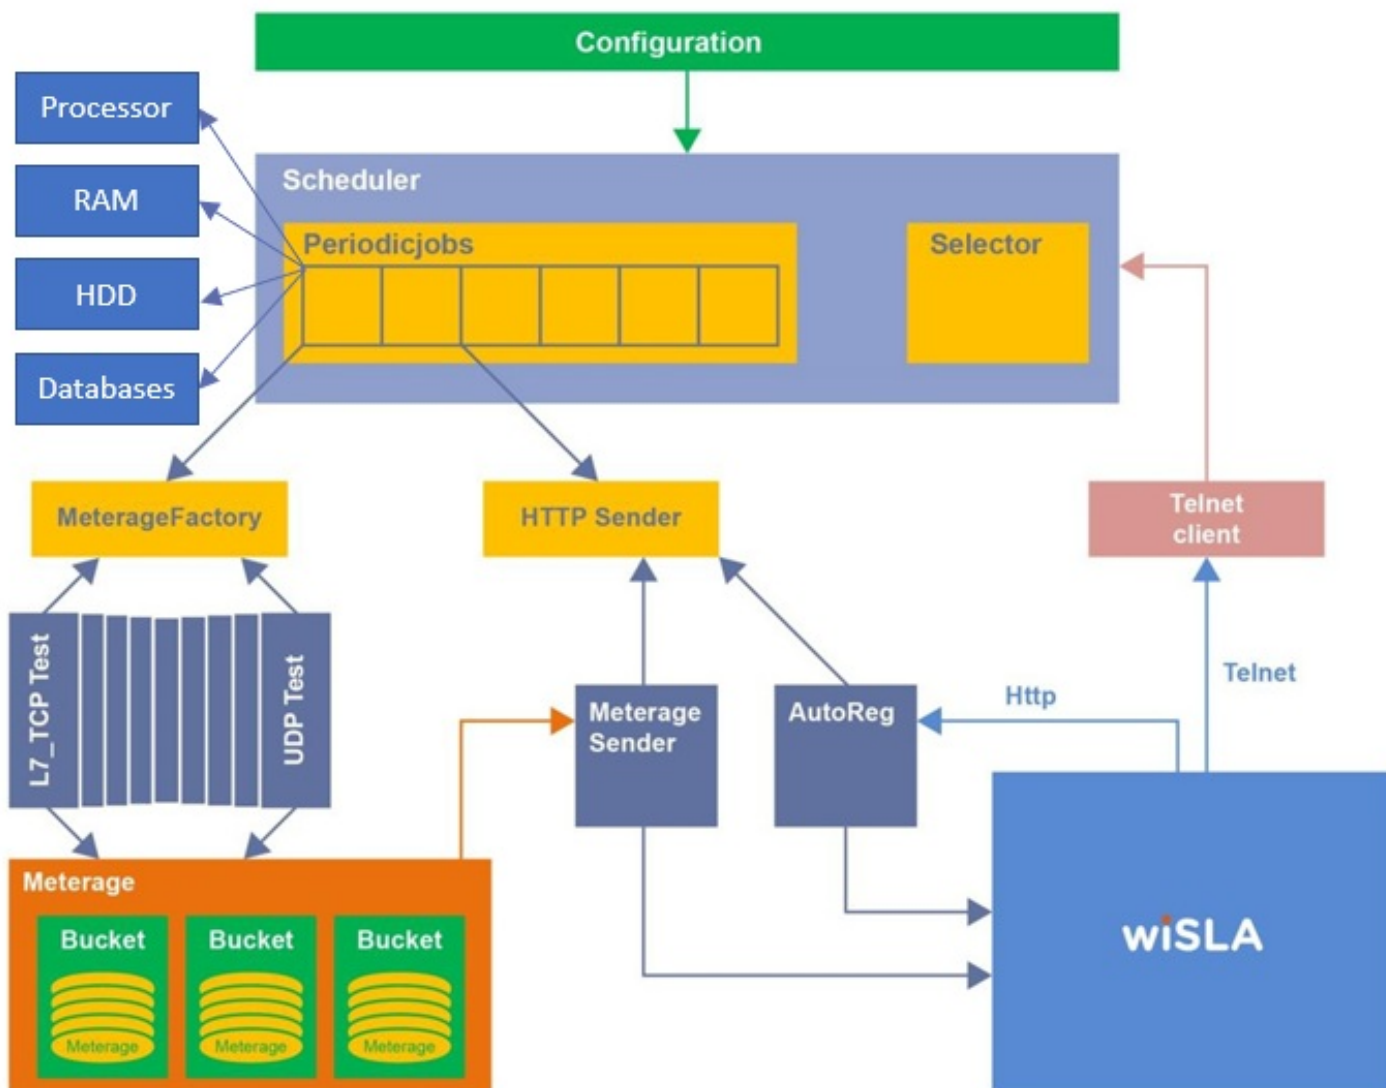 Configuration
Processor
RAM
HDD
Databases
Scheduler
Periodicjobs
Selector
MeterageFactory
HTTP Sender
Telnet
client
L7_TCP Test
UDP Test
Meterage
Sender
AutoReg
Http
Telnet
Meterage
Bucket
Bucket
Bucket
Meterage
Meterage
Meterage
wiSLA